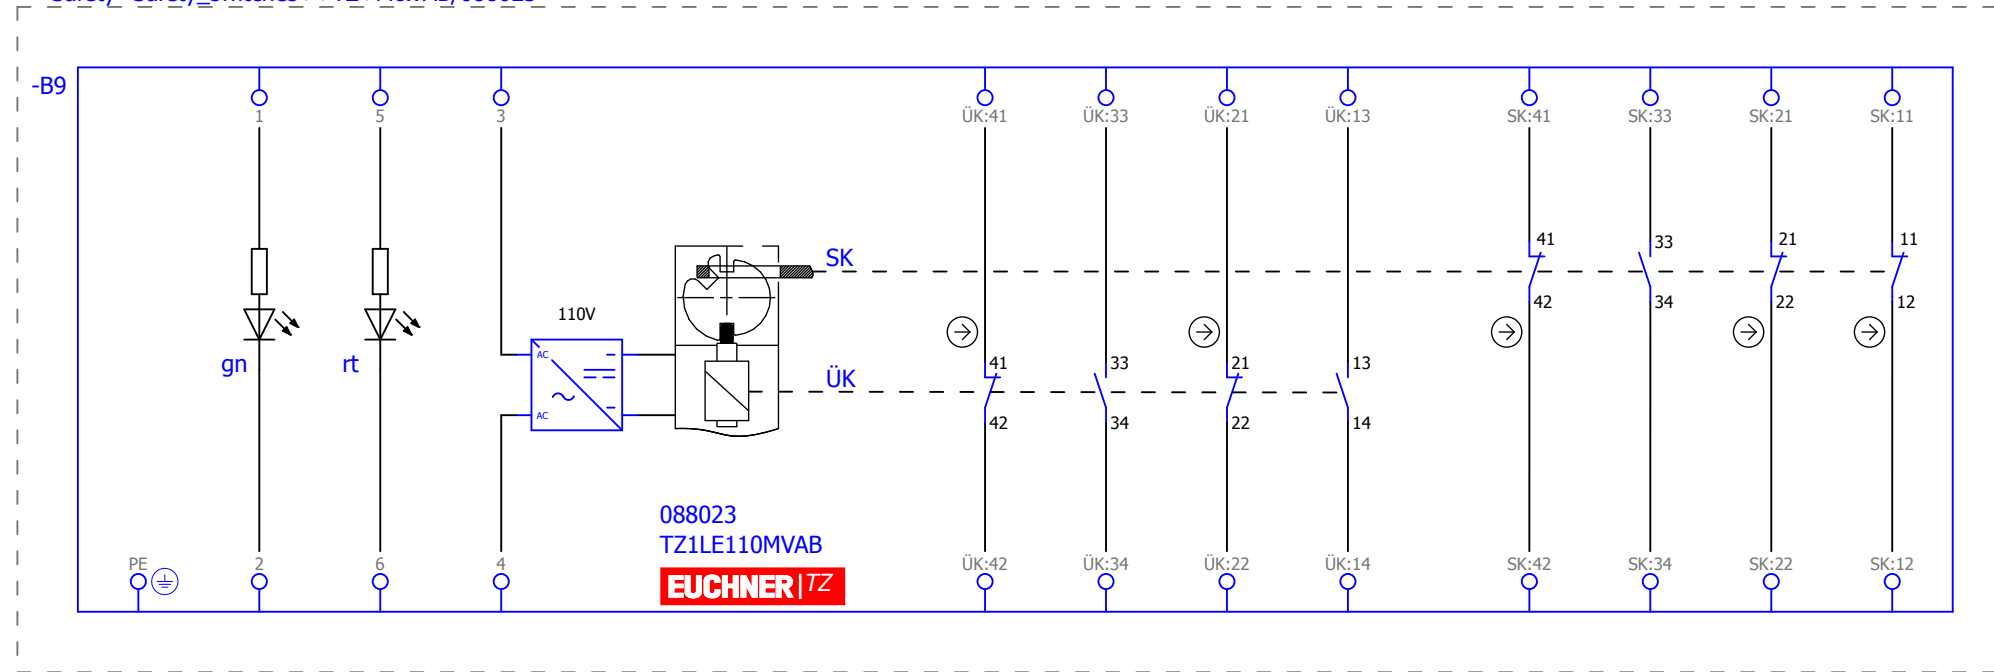 -B9
1 5 3 ÜK:41 ÜK:33 ÜK:21 ÜK:13 SK:41 SK:33 SK:21 SK:11
SK
41 33 21 11
42 34 22 12
110V
gn rt
AC
AC
ÜK
41 33 21 13
42 34 22 14
088023
TZ1LE110MVAB
EUCHNER|TZ
PE 2 6 4 ÜK:42 ÜK:34 ÜK:22 ÜK:14 SK:42 SK:34 SK:22 SK:12